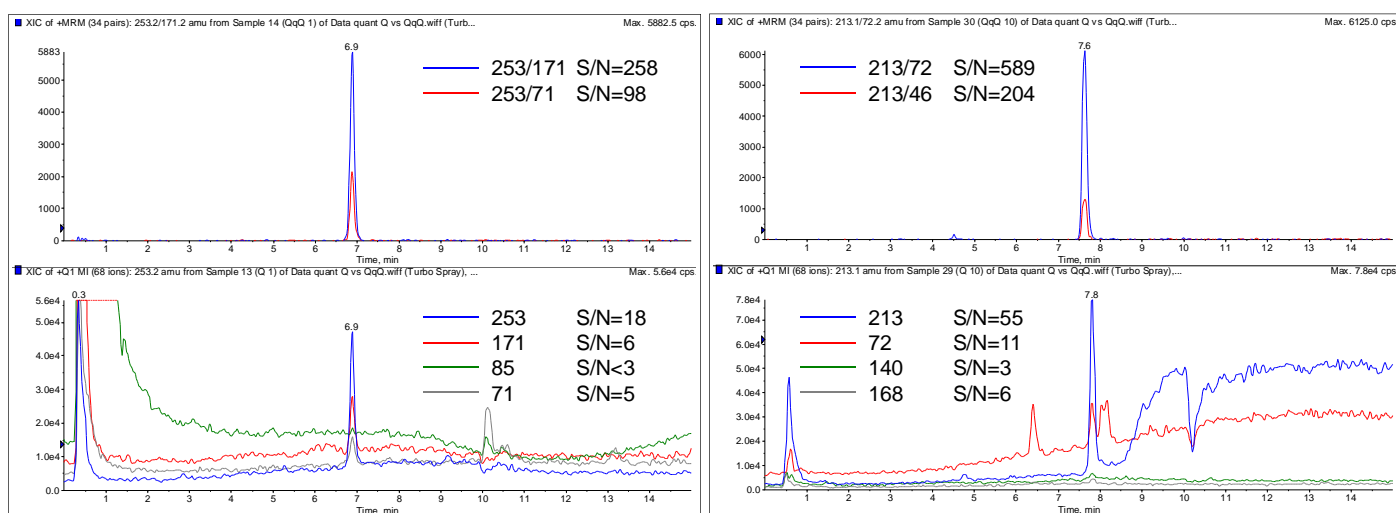 XIC of +MRM (34 pairs): 253.2/171.2 amu from Sample 14 (QqQ 1) of Data quant Q vs QqQ.wiff (Turb... Max. 5882.5 cps.
6.9
5883
5000
4000
3000
2000
1000
0
253/171 S/N=258
253/71 S/N=98
1 2 3 4 5 6 7 8 9 10 11 12 13 14
Time, min
XIC of +MRM (34 pairs): 213.1/72.2 amu from Sample 30 (QqQ 10) of Data quant Q vs QqQ.wiff (Turb... Max. 6125.0 cps.
7.6
6000
5000
4000
3000
2000
1000
0
213/72 S/N=589
213/46 S/N=204
1 2 3 4 5 6 7 8 9 10 11 12 13 14
Time, min
XIC of +Q1 MI (68 ions): 253.2 amu from Sample 13 (Q 1) of Data quant Q vs QqQ.wiff (Turbo Spray), ... Max. 5.6e4 cps.
0.3
6.9
5.6e4
5.0e4
4.0e4
3.0e4
2.0e4
1.0e4
0.0
253 S/N=18
171 S/N=6
85 S/N<3
71 S/N=5
1 2 3 4 5 6 7 8 9 10 11 12 13 14
Time, min
XIC of +Q1 MI (68 ions): 213.1 amu from Sample 29 (Q 10) of Data quant Q vs QqQ.wiff (Turbo Spray),... Max. 7.8e4 cps.
7.8
7.8e4
7.0e4
6.0e4
5.0e4
4.0e4
3.0e4
2.0e4
1.0e4
0.0
213 S/N=55
72 S/N=11
140 S/N=3
168 S/N=6
1 2 3 4 5 6 7 8 9 10 11 12 13 14
Time, min